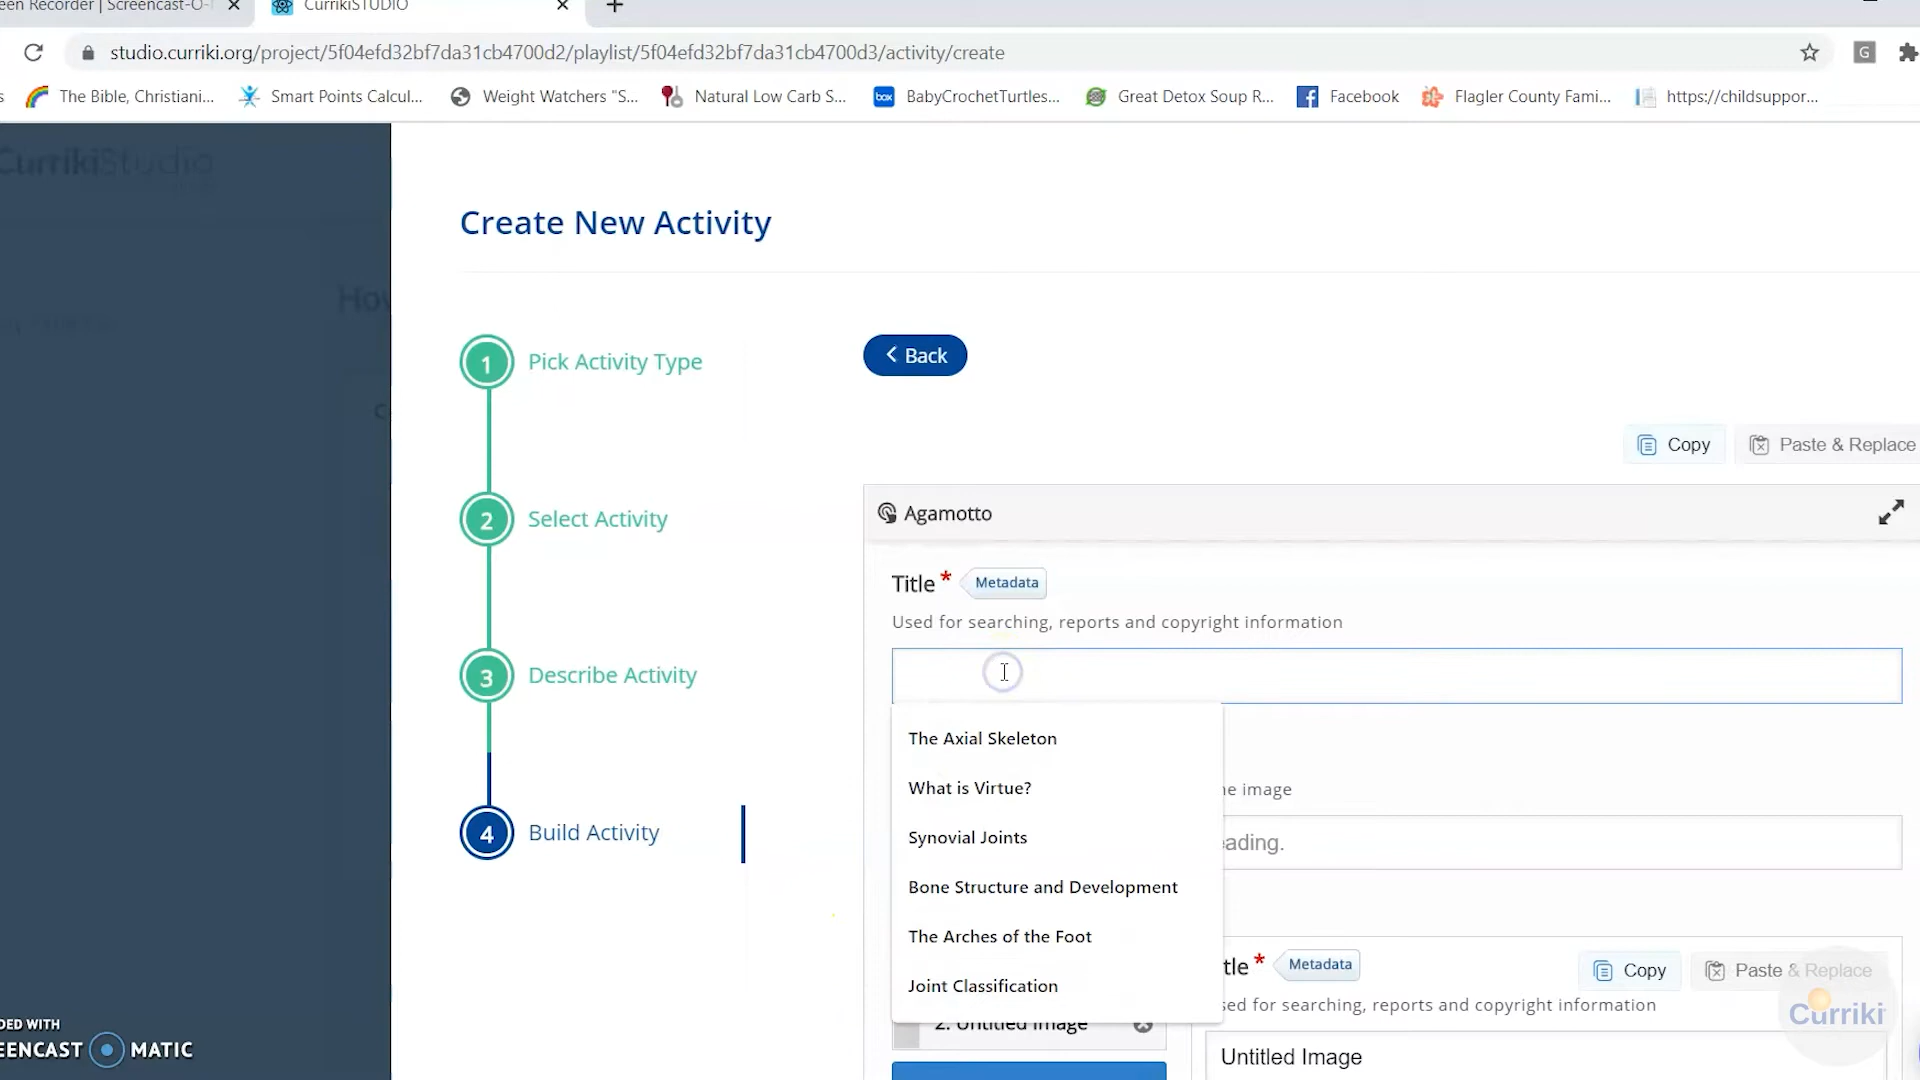 een Recorder | Screencast-O-
CurrikiSTUDIO
studio.curriki.org/project/5f04efd32bf7da31cb4700d2/playlist/5f04efd32bf7da31cb4700d3/activity/create
G
s
The Bible, Christiani...
Smart Points Calcul...
Weight Watchers "S...
Natural Low Carb S...
box
BabyCrochetTurtles...
Great Detox Soup R...
Facebook
Flagler County Fami...
https://childsuppor...
CurrikiStudio
How
Create New Activity
1 Pick Activity Type
2 Select Activity
3 Describe Activity
4 Build Activity
Back
Copy
Paste & Replace
Agamotto
Title * Metadata
Used for searching, reports and copyright information
The Axial Skeleton
What is Virtue?
Synovial Joints
Bone Structure and Development
The Arches of the Foot
Joint Classification
he image
eading.
tle * Metadata
Copy
Paste & Replace
sed for searching, reports and copyright information
2. Untitled Image
Untitled Image
DED WITH
EENCAST MATIC
Curriki